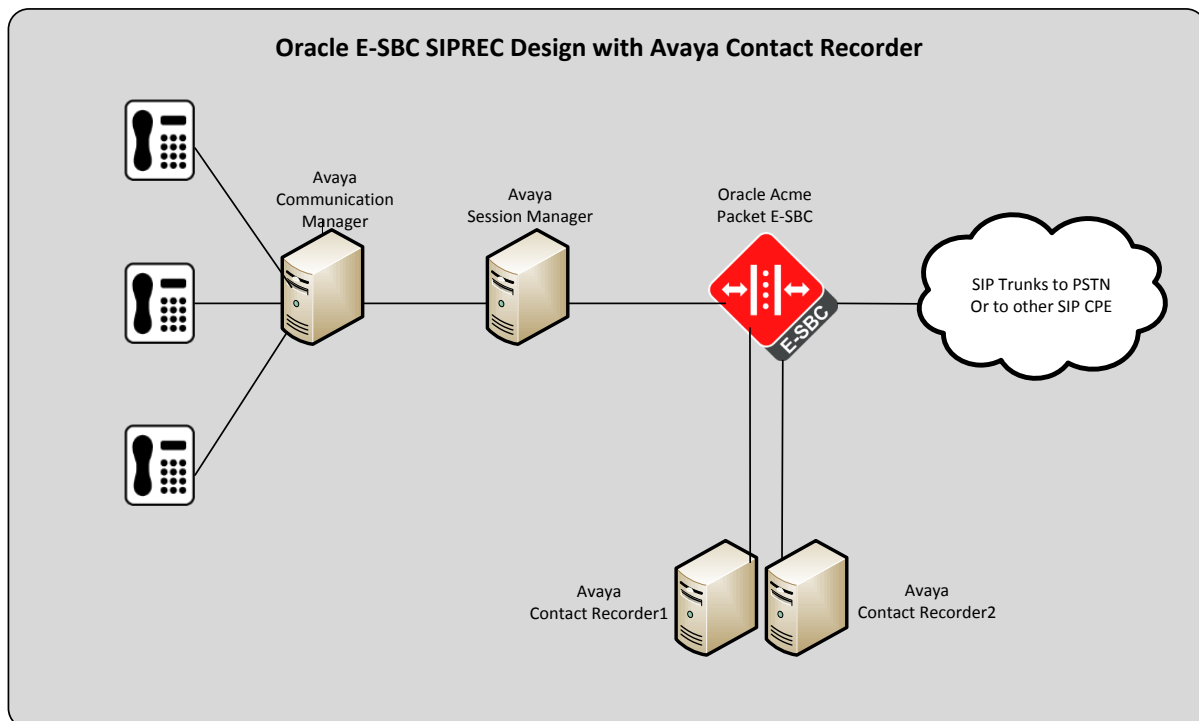 Oracle E-SBC SIPREC Design with Avaya Contact Recorder
Avaya
Communication
Manager
Avaya
Session Manager
Oracle Acme
Packet E-SBC
E-SBC
SIP Trunks to PSTN
Or to other SIP CPE
Avaya
Contact Recorder1
Avaya
Contact Recorder2